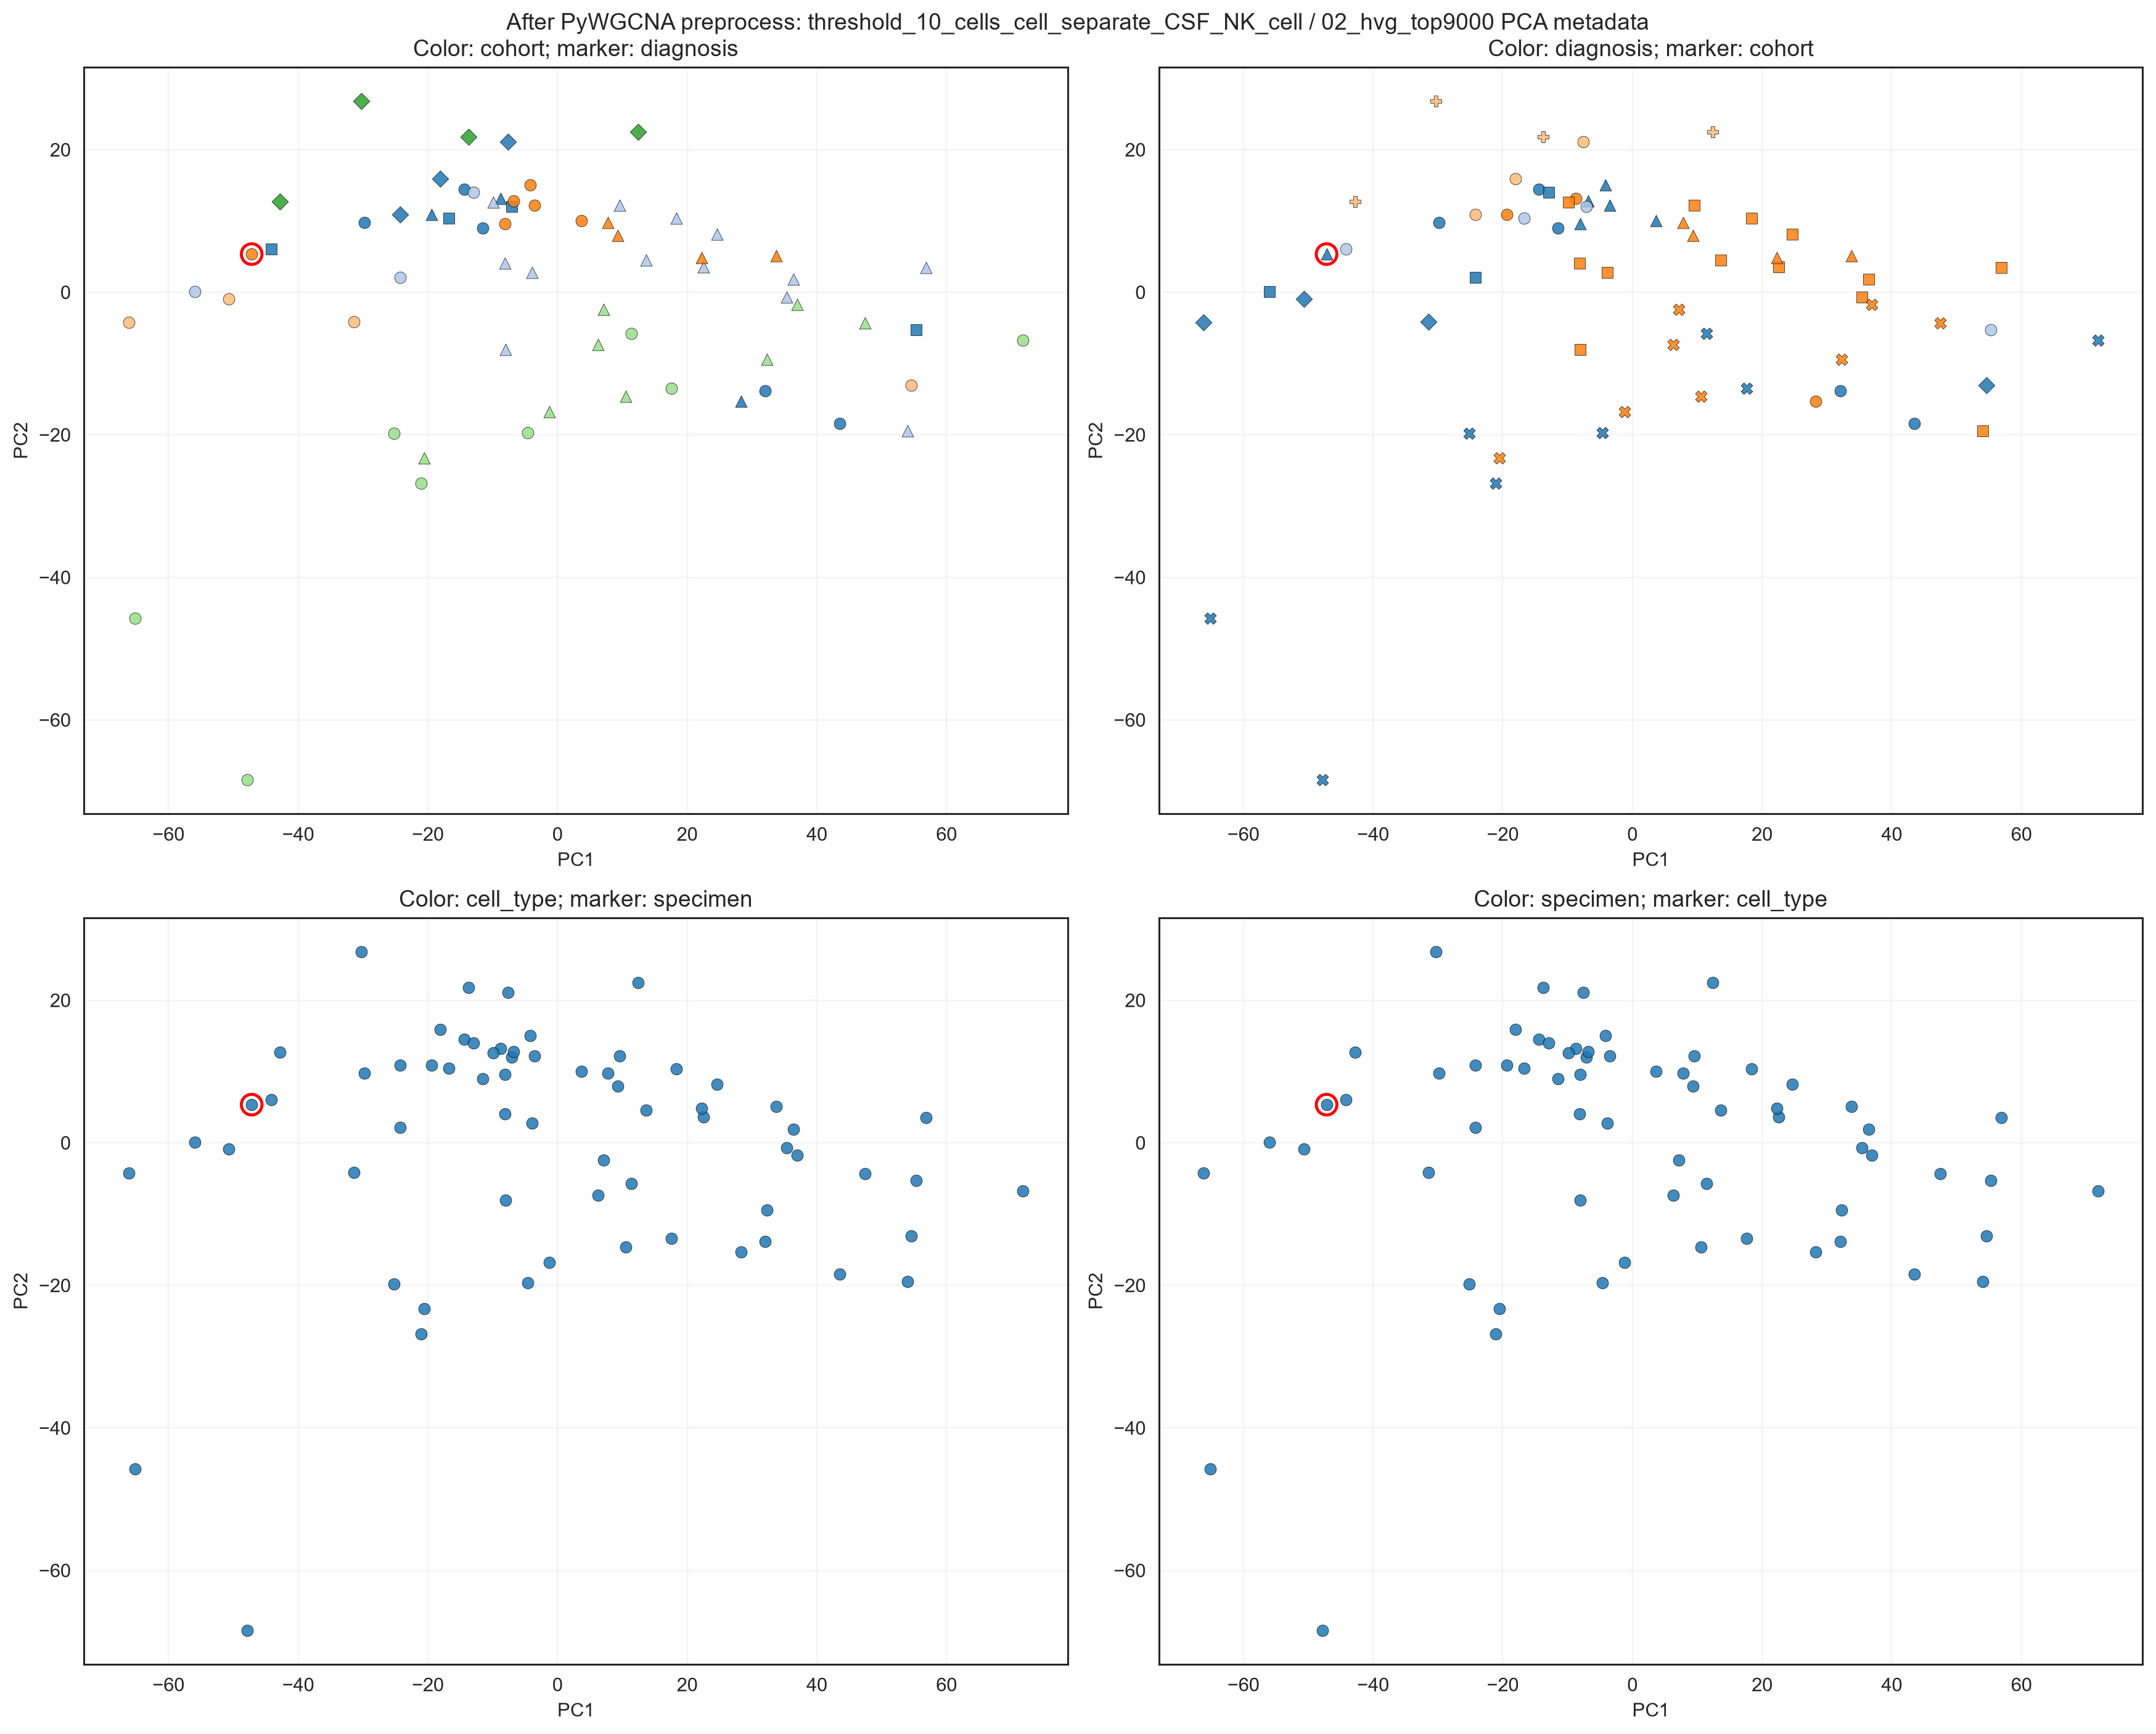 After PyWGCNA preprocess: threshold_10_cells_cell_separate_CSF_NK_cell / 02_hvg_top9000 PCA metadata
Color: cohort; marker: diagnosis
20
0
−20
−40
−60
PC2
−60 −40 −20 0 20 40 60
PC1
Color: diagnosis; marker: cohort
20
0
−20
−40
−60
PC2
−60 −40 −20 0 20 40 60
PC1
Color: cell_type; marker: specimen
20
0
−20
−40
−60
PC2
−60 −40 −20 0 20 40 60
PC1
Color: specimen; marker: cell_type
20
0
−20
−40
−60
PC2
−60 −40 −20 0 20 40 60
PC1